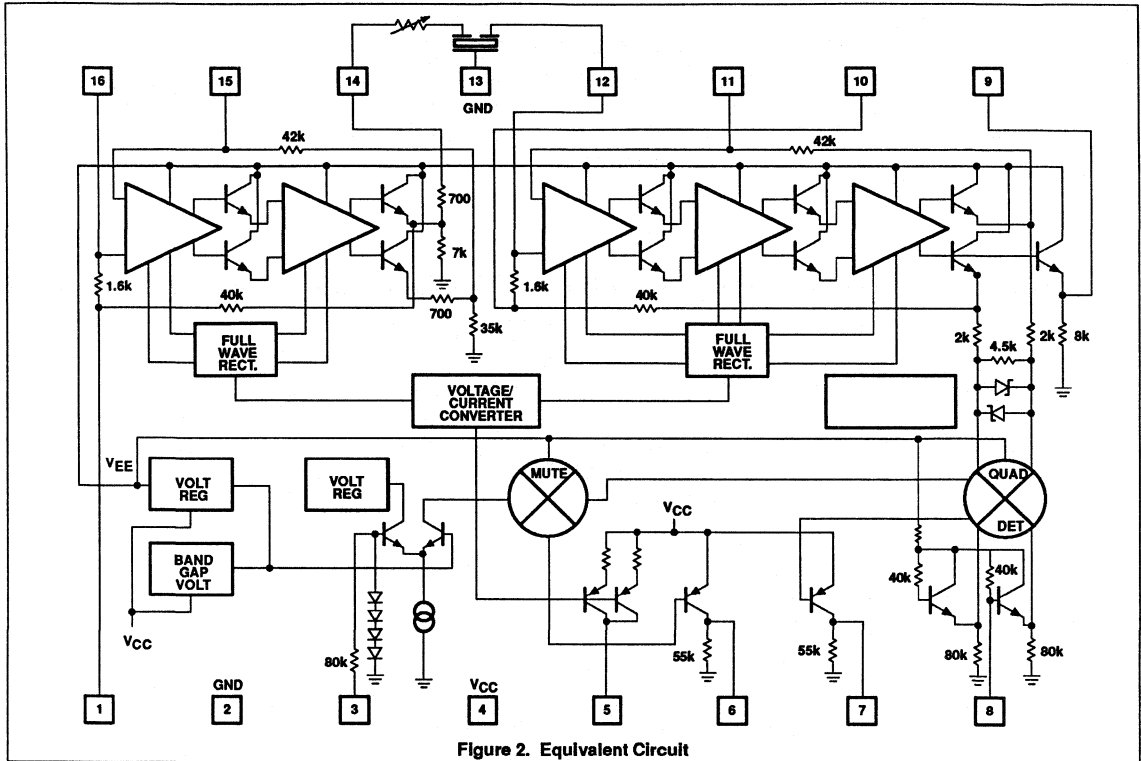 16
15
14
13
GND
12
11
10
9
42k
42k
700
7k
1.6k
40k
700
35k
1.6k
40k
2k
2k
8k
4.5k
FULL
WAVE
RECT.
FULL
WAVE
RECT.
VOLTAGE/
CURRENT
CONVERTER
VEE
VOLT
REG
VOLT
REG
MUTE
QUAD
DET
VCC
BAND
GAP
VOLT
VCC
40k
40k
80k
55k
55k
80k
80k
GND
VCC
1
2
3
4
5
6
7
8
Figure 2. Equivalent Circuit